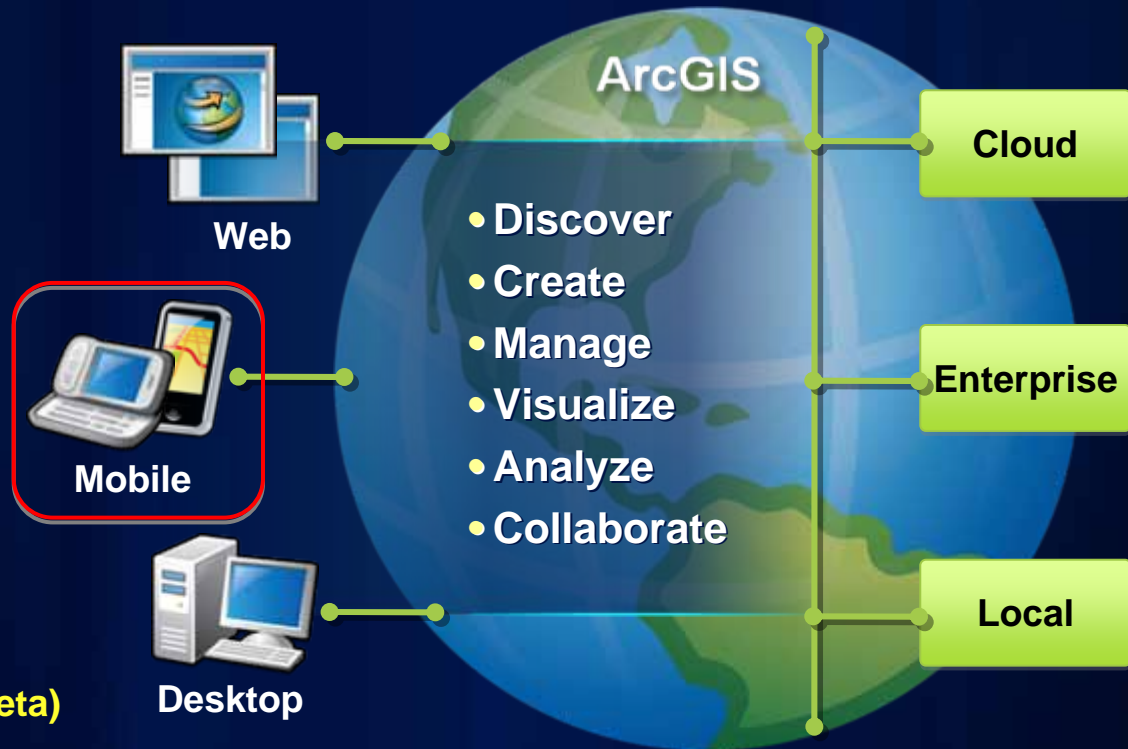 ArcGIS
Web
Mobile
Desktop
• Discover
• Create
• Manage
• Visualize
• Analyze
• Collaborate
Cloud
Enterprise
Local
eta)